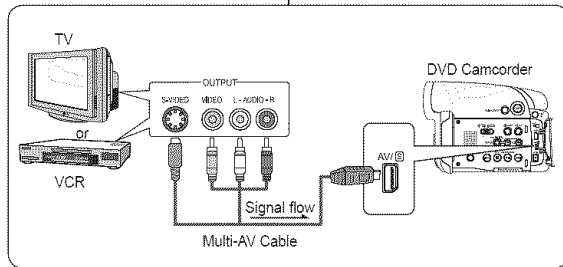 TV
or
VCR
OUTPUT
S-VIDEO VIDEO L - AUDIO - R
Signal flow
Multi-AV Cable
AV/S
DVD Camcorder